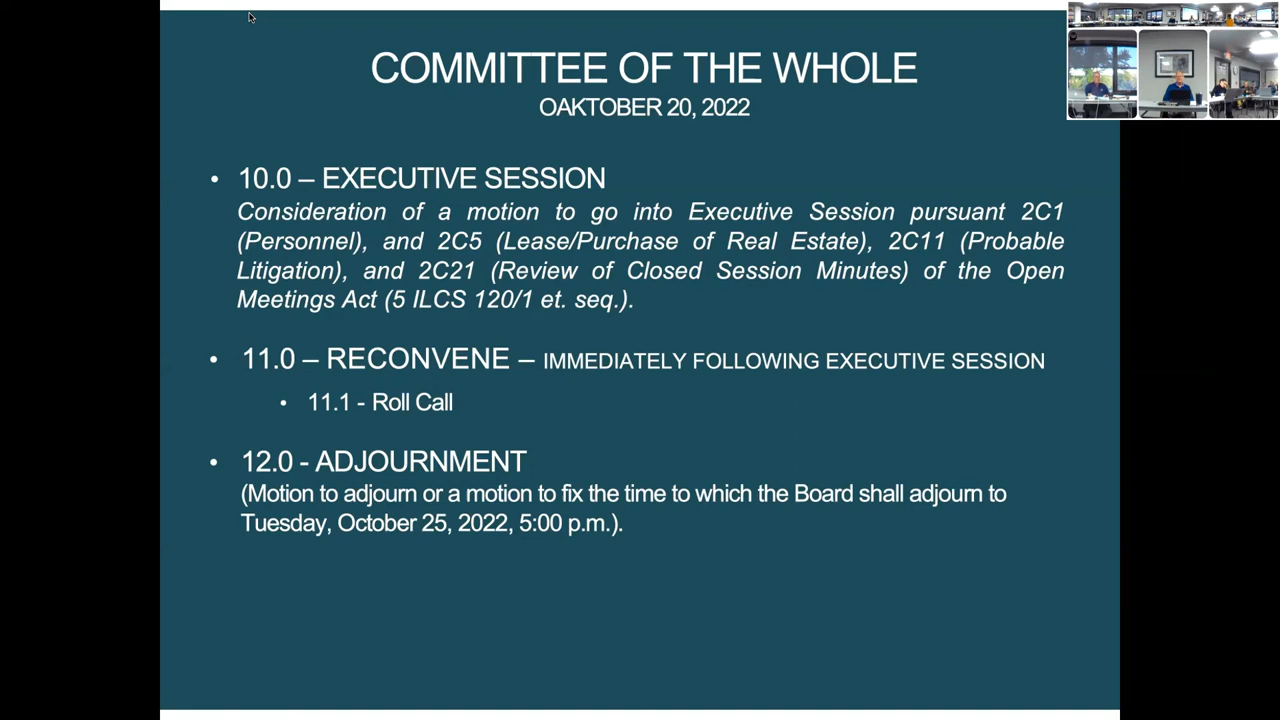 COMMITTEE OF THE WHOLE
OAKTOBER 20, 2022
• 10.0 – EXECUTIVE SESSION
Consideration of a motion to go into Executive Session pursuant 2C1
(Personnel), and 2C5 (Lease/Purchase of Real Estate), 2C11 (Probable
Litigation), and 2C21 (Review of Closed Session Minutes) of the Open
Meetings Act (5 ILCS 120/1 et. seq.).
• 11.0 – RECONVENE – IMMEDIATELY FOLLOWING EXECUTIVE SESSION
• 11.1 - Roll Call
• 12.0 - ADJOURNMENT
(Motion to adjourn or a motion to fix the time to which the Board shall adjourn to
Tuesday, October 25, 2022, 5:00 p.m.).